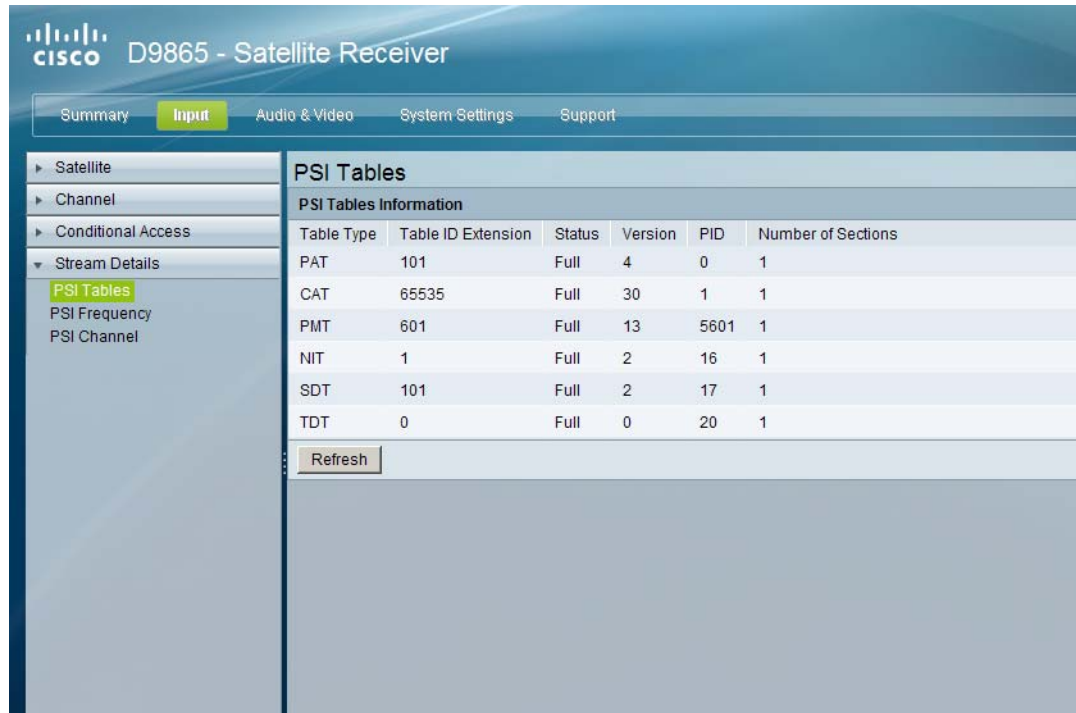 CISCO D9865 - Satellite Receiver
Summary Input Audio & Video System Settings Support
Satellite
Channel
Conditional Access
Stream Details
PSI Tables
PSI Frequency
PSI Channel
PSI Tables
PSI Tables Information
Table Type Table ID Extension Status Version PID Number of Sections
PAT 101 Full 4 0 1
CAT 65535 Full 30 1 1
PMT 601 Full 13 5601 1
NIT 1 Full 2 16 1
SDT 101 Full 2 17 1
TDT 0 Full 0 20 1
Refresh